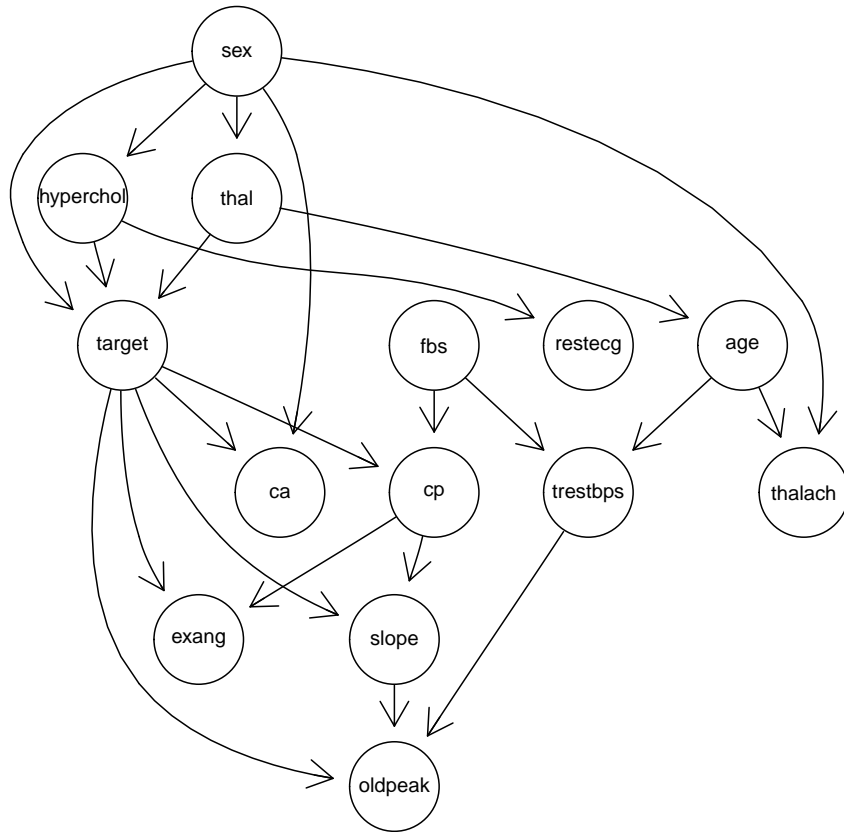 sex
hyperchol
thal
target
fbs
restecg
age
ca
cp
trestbps
thalach
exang
slope
oldpeak